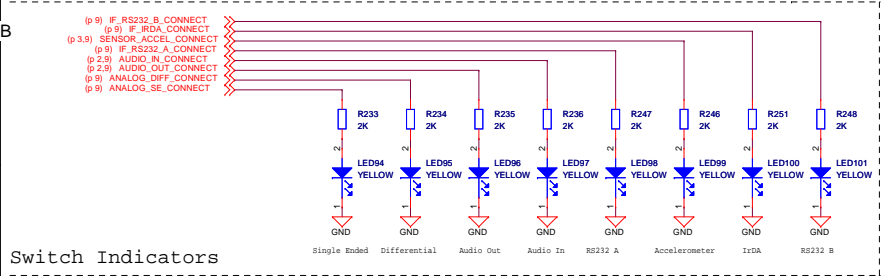 B
(p 9) IF_RS232_B_CONNECT
(p 9) IF_IRDA_CONNECT
(p 3,9) SENSOR_ACCEL_CONNECT
(p 9) IF_RS232_A_CONNECT
(p 2,9) AUDIO_IN_CONNECT
(p 2,9) AUDIO_OUT_CONNECT
(p 9) ANALOG_DIFF_CONNECT
(p 9) ANALOG_SE_CONNECT
R233 R234 R235 R236 R247 R246 R251 R248
2K 2K 2K 2K 2K 2K 2K 2K
2 2 2 2 2 2 2 2
LED94 LED95 LED96 LED97 LED98 LED99 LED100 LED101
YELLOW YELLOW YELLOW YELLOW YELLOW YELLOW YELLOW YELLOW
1 1 1 1 1 1 1 1
GND GND GND GND GND GND GND GND
Single Ended Differential Audio Out Audio In RS232 A Accelerometer IrDA RS232 B
Switch Indicators